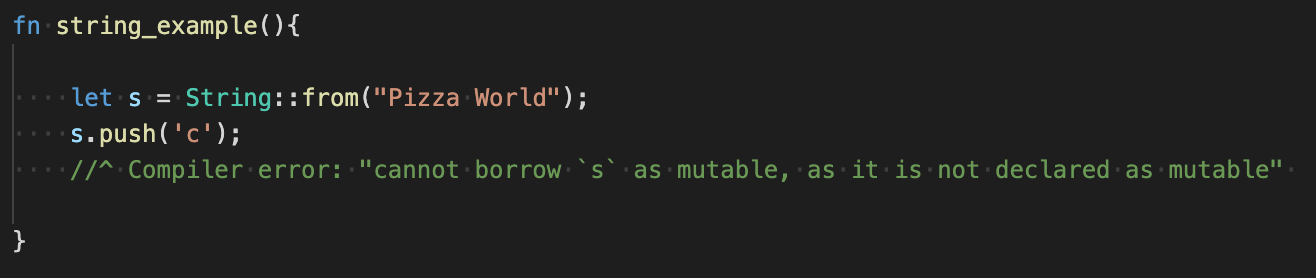 fn string_example(){
    let s = String::from("Pizza World");
    s.push('c');
    //^ Compiler error: "cannot borrow `s` as mutable, as it is not declared as mutable"
}